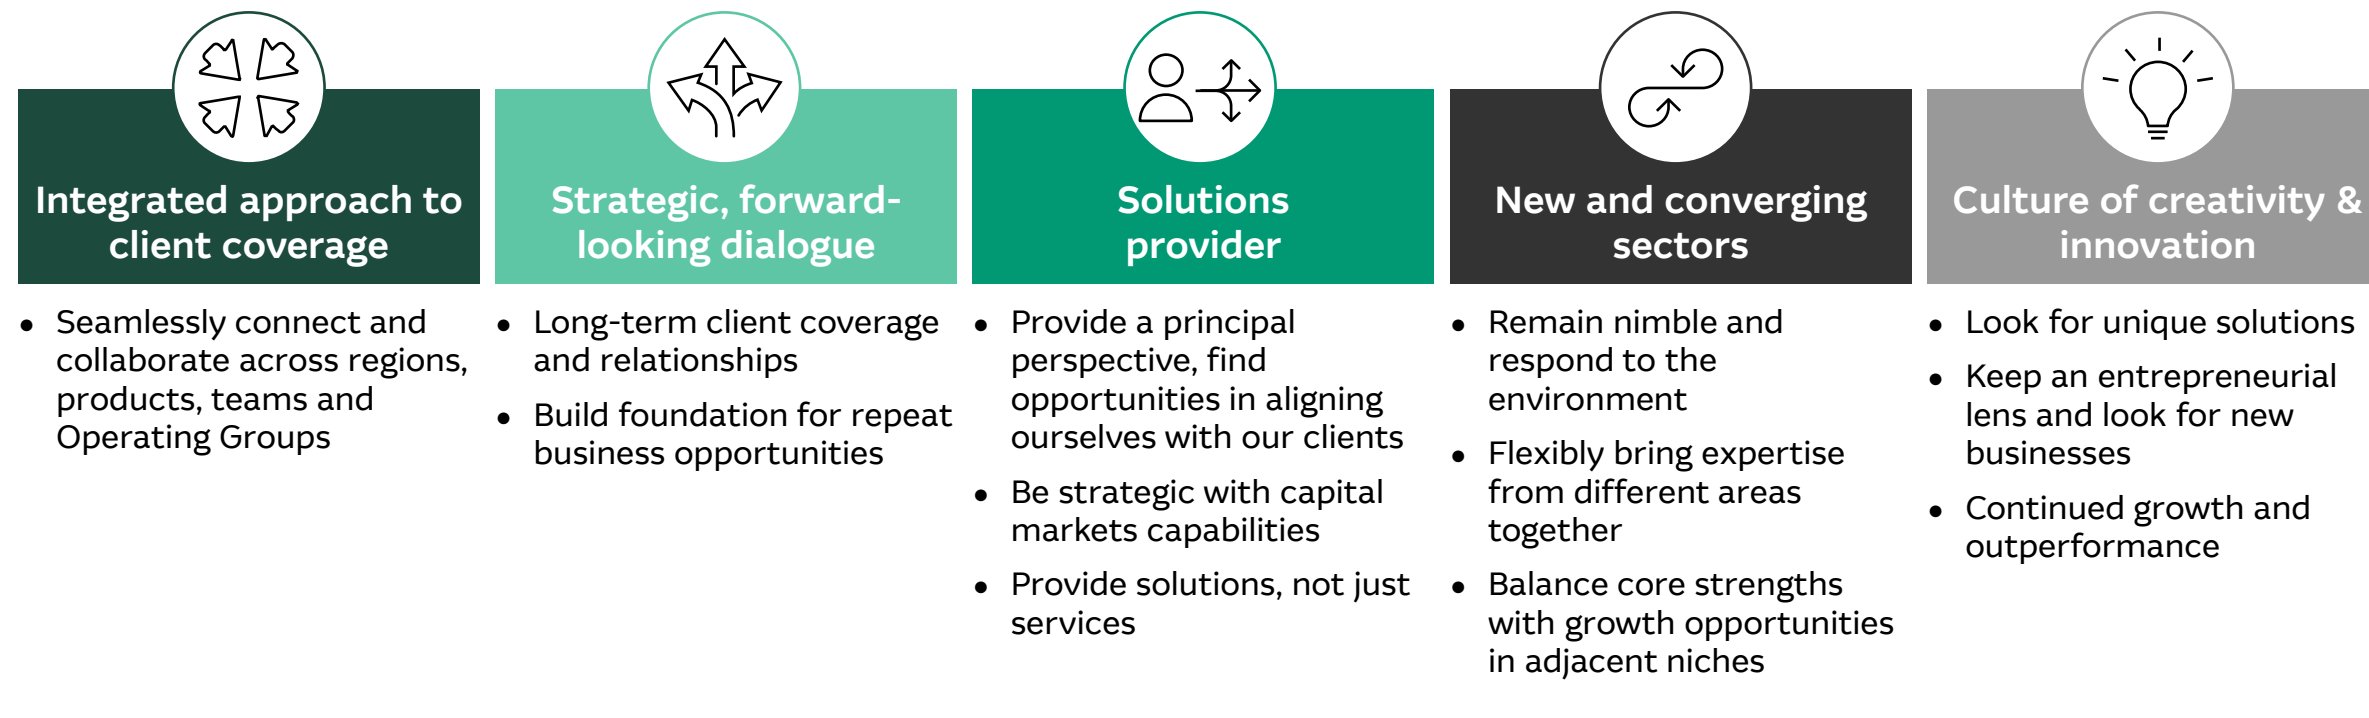 Integrated approach to
client coverage
• Seamlessly connect and
collaborate across regions,
products, teams and
Operating Groups
Strategic, forward-
looking dialogue
• Long-term client coverage
and relationships
• Build foundation for repeat
business opportunities
Solutions
provider
• Provide a principal
perspective, find
opportunities in aligning
ourselves with our clients
• Be strategic with capital
markets capabilities
• Provide solutions, not just
services
New and converging
sectors
• Remain nimble and
respond to the
environment
• Flexibly bring expertise
from different areas
together
• Balance core strengths
with growth opportunities
in adjacent niches
Culture of creativity &
innovation
• Look for unique solutions
• Keep an entrepreneurial
lens and look for new
businesses
• Continued growth and
outperformance